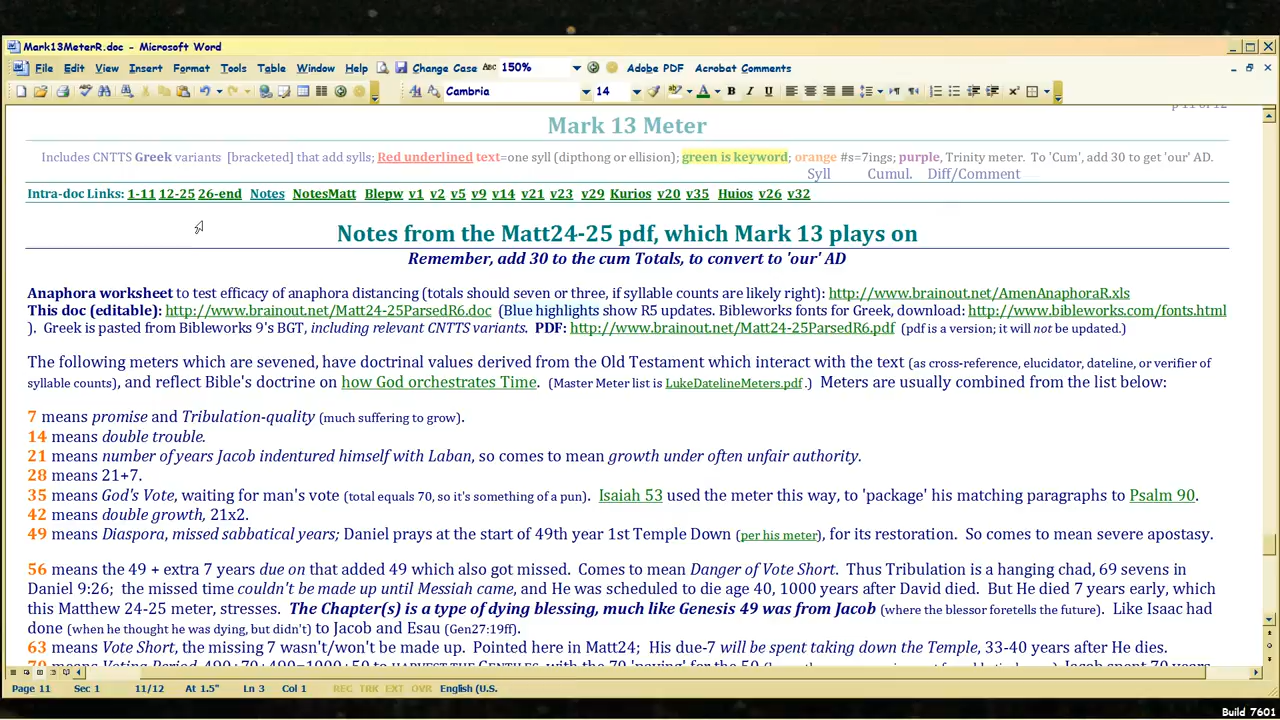 Mark13MeterR.doc - Microsoft Word
File Edit View Insert Format Tools Table Window Help Change Case 150% Adobe PDF Acrobat Comments
Cambria 14 B I U
Mark 13 Meter
Includes CNTTS Greek variants [bracketed] that add sylls; Red underlined text=one syll (dipthong or ellision); green is keyword; orange #s=7ings; purple, Trinity meter. To 'Cum', add 30 to get 'our' AD.
Syll Cumul. Diff/Comment
Intra-doc Links: 1-11 12-25 26-end Notes NotesMatt Blepw v1 v2 v5 v9 v14 v21 v23 v29 Kurios v20 v35 Huios v26 v32
Notes from the Matt24-25 pdf, which Mark 13 plays on
Remember, add 30 to the cum Totals, to convert to 'our' AD
Anaphora worksheet to test efficacy of anaphora distancing (totals should seven or three, if syllable counts are likely right): http://www.brainout.net/AmenAnaphoraR.xls
This doc (editable): http://www.brainout.net/Matt24-25ParsedR6.doc (Blue highlights show R5 updates. Bibleworks fonts for Greek, download: http://www.bibleworks.com/fonts.html
). Greek is pasted from Bibleworks 9's BGT, including relevant CNTTS variants. PDF: http://www.brainout.net/Matt24-25ParsedR6.pdf (pdf is a version; it will not be updated.)
The following meters which are sevened, have doctrinal values derived from the Old Testament which interact with the text (as cross-reference, elucidator, dateline, or verifier of
syllable counts), and reflect Bible's doctrine on how God orchestrates Time. (Master Meter list is LukeDatelineMeters.pdf .) Meters are usually combined from the list below:
7 means promise and Tribulation-quality (much suffering to grow).
14 means double trouble.
21 means number of years Jacob indentured himself with Laban, so comes to mean growth under often unfair authority.
28 means 21+7.
35 means God's Vote, waiting for man's vote (total equals 70, so it's something of a pun). Isaiah 53 used the meter this way, to 'package' his matching paragraphs to Psalm 90.
42 means double growth, 21x2.
49 means Diaspora, missed sabbatical years; Daniel prays at the start of 49th year 1st Temple Down (per his meter), for its restoration. So comes to mean severe apostasy.
56 means the 49 + extra 7 years due on that added 49 which also got missed. Comes to mean Danger of Vote Short. Thus Tribulation is a hanging chad, 69 sevens in
Daniel 9:26; the missed time couldn't be made up until Messiah came, and He was scheduled to die age 40, 1000 years after David died. But He died 7 years early, which
this Matthew 24-25 meter, stresses. The Chapter(s) is a type of dying blessing, much like Genesis 49 was from Jacob (where the blessor foretells the future). Like Isaac had
done (when he thought he was dying, but didn't) to Jacob and Esau (Gen27:19ff).
63 means Vote Short, the missing 7 wasn't/won't be made up. Pointed here in Matt24; His due-7 will be spent taking down the Temple, 33-40 years after He dies.
Page 11 Sec 1 11/12 At 1.5" Ln 3 Col 1 REC TRK EXT OVR English (U.S.
Build 7601